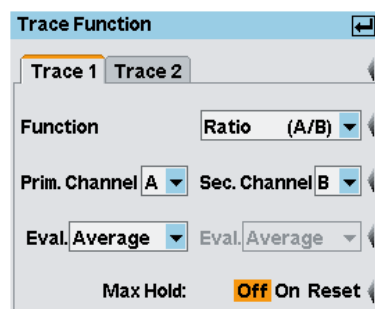 Trace Function
Trace 1 Trace 2
Function Ratio (A/B)
Prim. Channel A Sec. Channel B
Eval. Average Eval. Average
Max Hold: Off On Reset